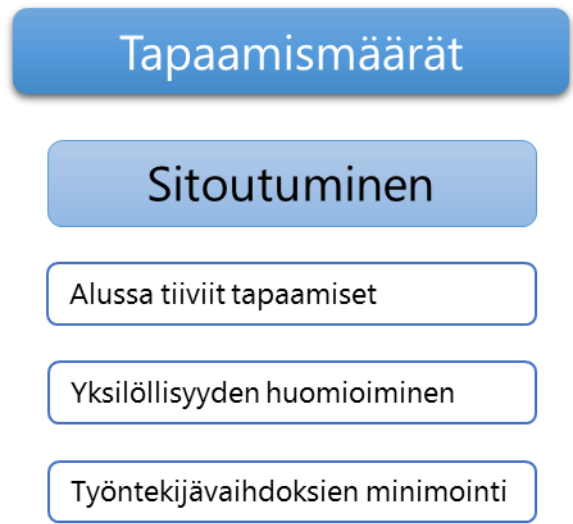 Tapaamismäärät
Sitoutuminen
Alussa tiiviit tapaamiset
Yksilöllisyyden huomioiminen
Työntekijävaihdoksien minimointi